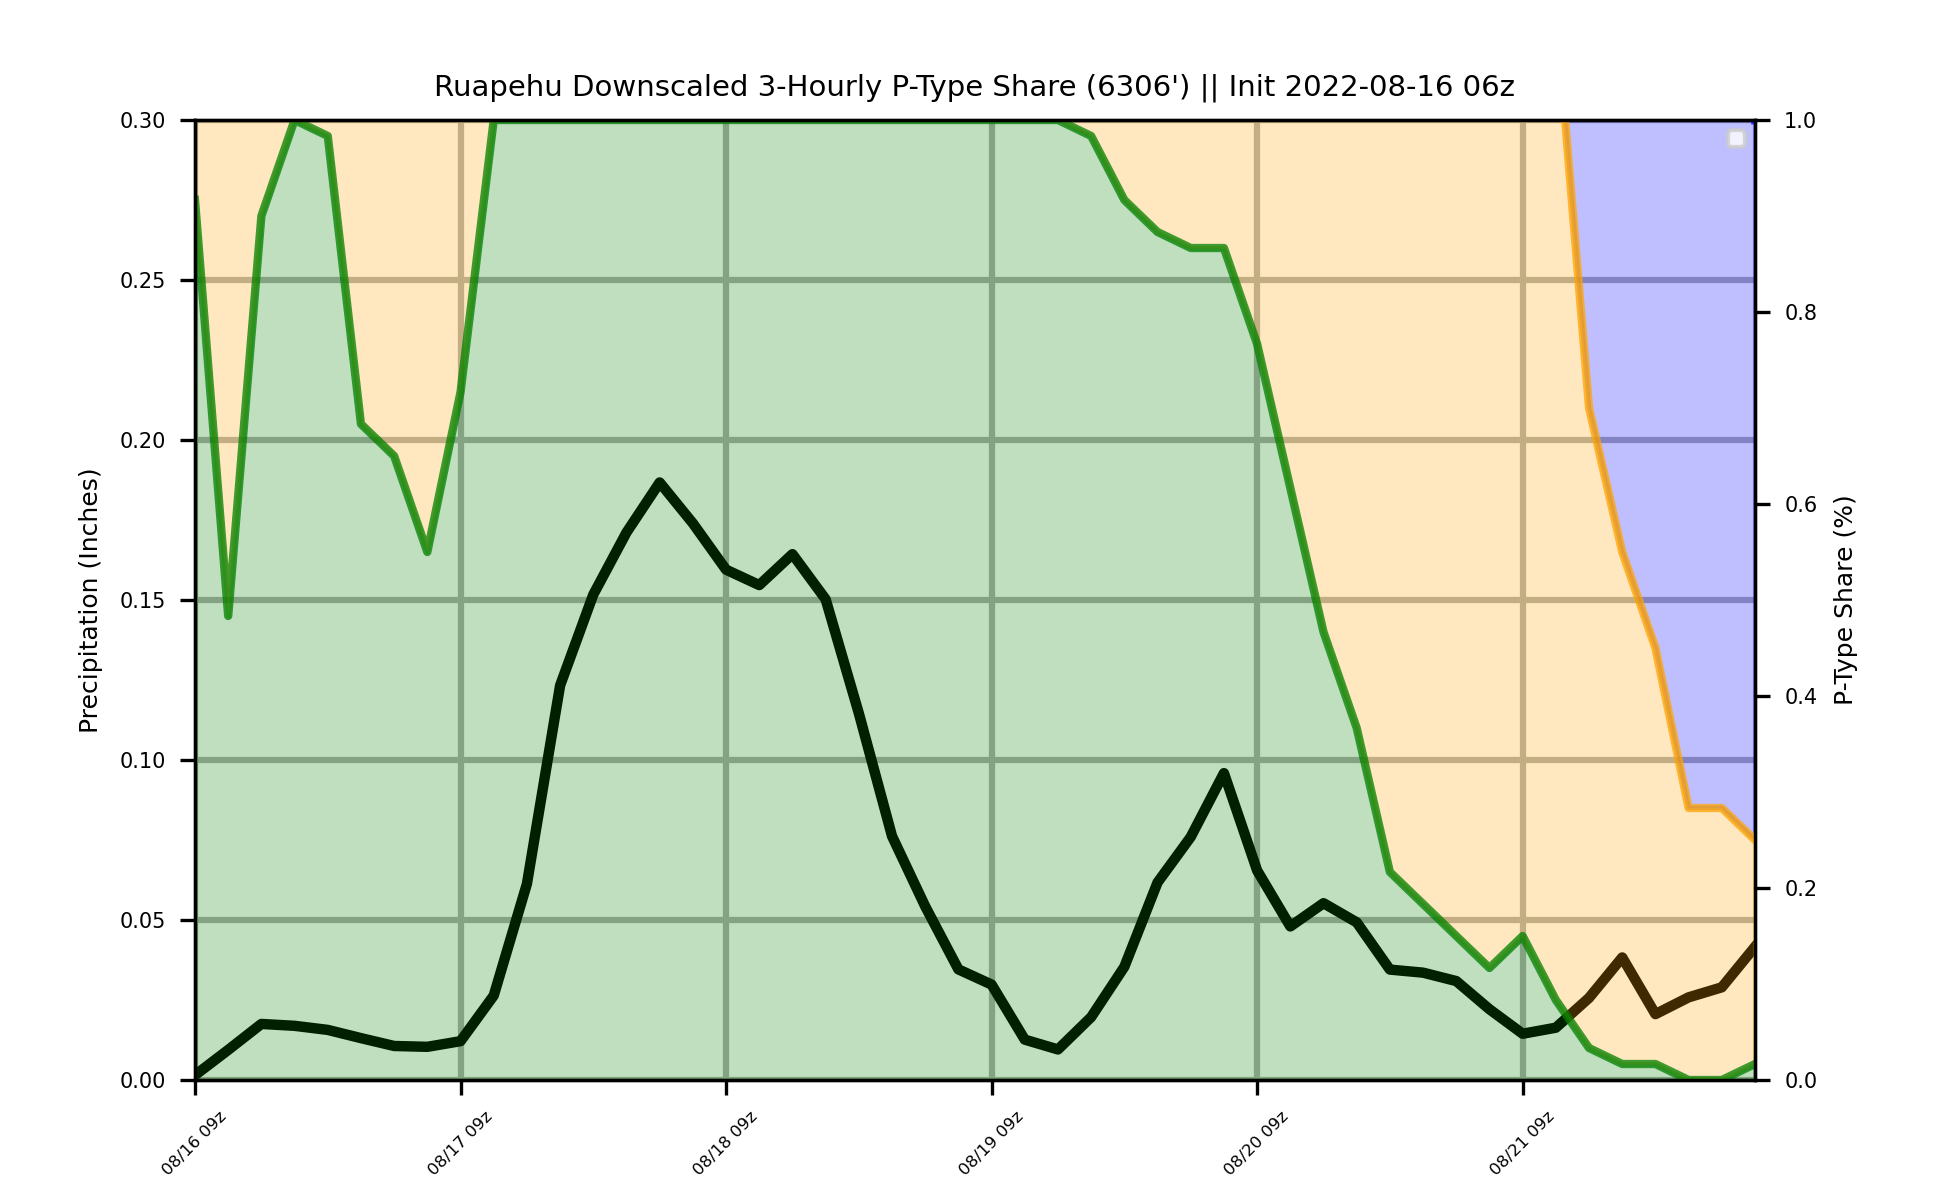 Ruapehu Downscaled 3-Hourly P-Type Share (6306') || Init 2022-08-16 06z
0.30
0.25
0.20
0.15
0.10
0.05
0.00
Precipitation (Inches)
1.0
0.8
0.6
0.4
0.2
0.0
P-Type Share (%)
08/16 09z
08/17 09z
08/18 09z
08/19 09z
08/20 09z
08/21 09z